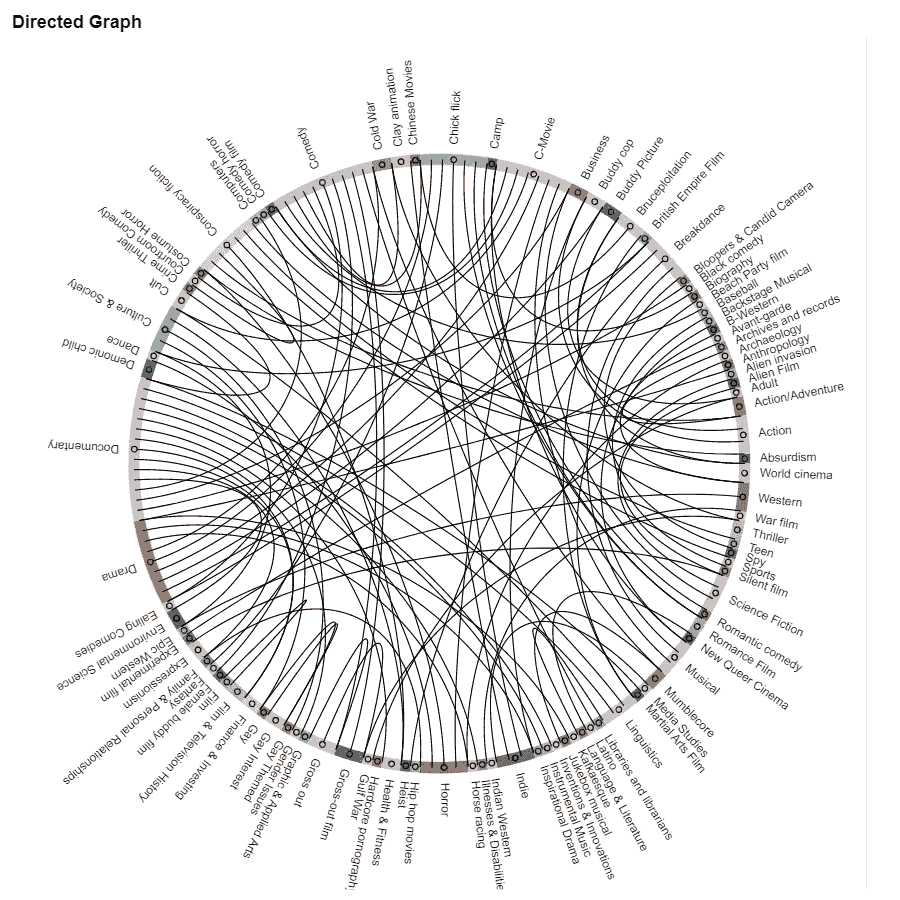 Directed Graph
Cold War
Clay animation
Chinese Movies
Chick flick
Camp
C-Movie
Business
Buddy cop
Buddy Picture
Bruceploitation
British Empire Film
Breakdance
Bloopers & Candid Camera
Black comedy
Biography
Beach Party film
Baseball
Backstage Musical
B-Western
Avant-garde
Archives and records
Archaeology
Anthropology
Alien invasion
Alien Film
Adult
Action/Adventure
Action
Absurdism
World cinema
Western
War film
Thriller
Teen
Spy
Sports
Silent film
Science Fiction
Romantic comedy
Romance Film
New Queer Cinema
Musical
Mumblecore
Media Studies
Martial Arts Film
Linguistics
Libraries and librarians
Latino
Language & Literature
Kafkaesque
Jukebox musical
Inventions & Innovations
Instrumental Music
Inspirational Drama
Indie
Indian Western
Illnesses & Disabilitie
Horse racing
Horror
Hip hop movies
Heist
Health & Fitness
Hardcore pornography
Gulf War
Gross-out film
Gross out
Graphic & Applied Arts
Gender Issues
Gay Themed
Gay Interest
Gay
Finance & Investing
Film & Television History
Film
Female buddy film
Fantasy
Family & Personal Relationships
Expressionism
Experimental film
Epic Western
Environmental Science
Ealing Comedies
Drama
Documentary
Demonic child
Dance
Culture & Society
Cult
Crime Thriller
Courtroom Comedy
Costume Horror
Conspiracy fiction
Computers
Comedy horror
Comedy film
Comedy